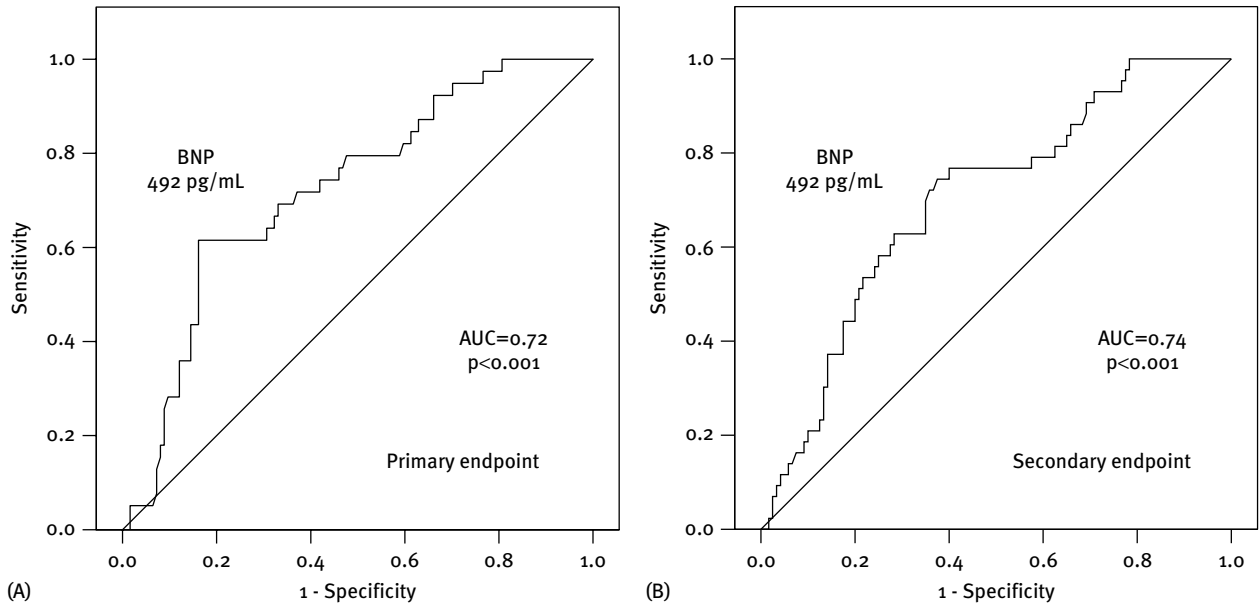 1.0
0.8
0.6
0.4
0.2
0.0
Sensitivity
BNP
492 pg/mL
AUC=0.72
p<0.001
Primary endpoint
0.0 0.2 0.4 0.6 0.8 1.0
1 - Specificity
(A)
1.0
0.8
0.6
0.4
0.2
0.0
Sensitivity
BNP
492 pg/mL
AUC=0.74
p<0.001
Secondary endpoint
0.0 0.2 0.4 0.6 0.8 1.0
1 - Specificity
(B)